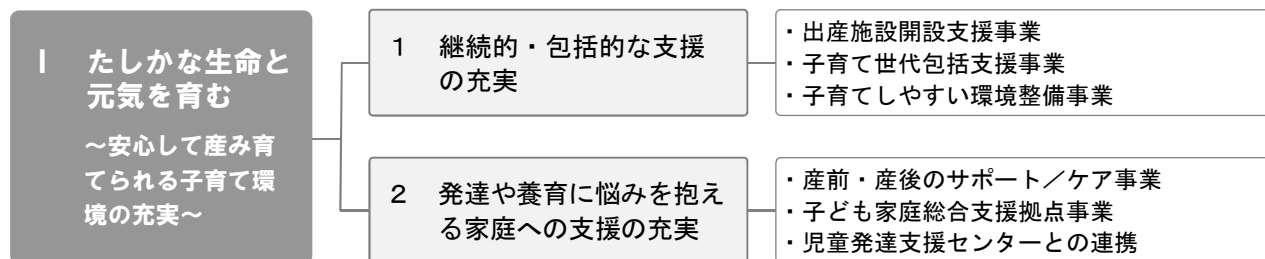 Ⅰ たしかな生命と
元気を育む
～安心して産み育
てられる子育て環
境の充実～
1 継続的・包括的な支援
の充実
・出産施設開設支援事業
・子育て世代包括支援事業
・子育てしやすい環境整備事業
2 発達や養育に悩みを抱え
る家庭への支援の充実
・産前・産後のサポート／ケア事業
・子ども家庭総合支援拠点事業
・児童発達支援センターとの連携